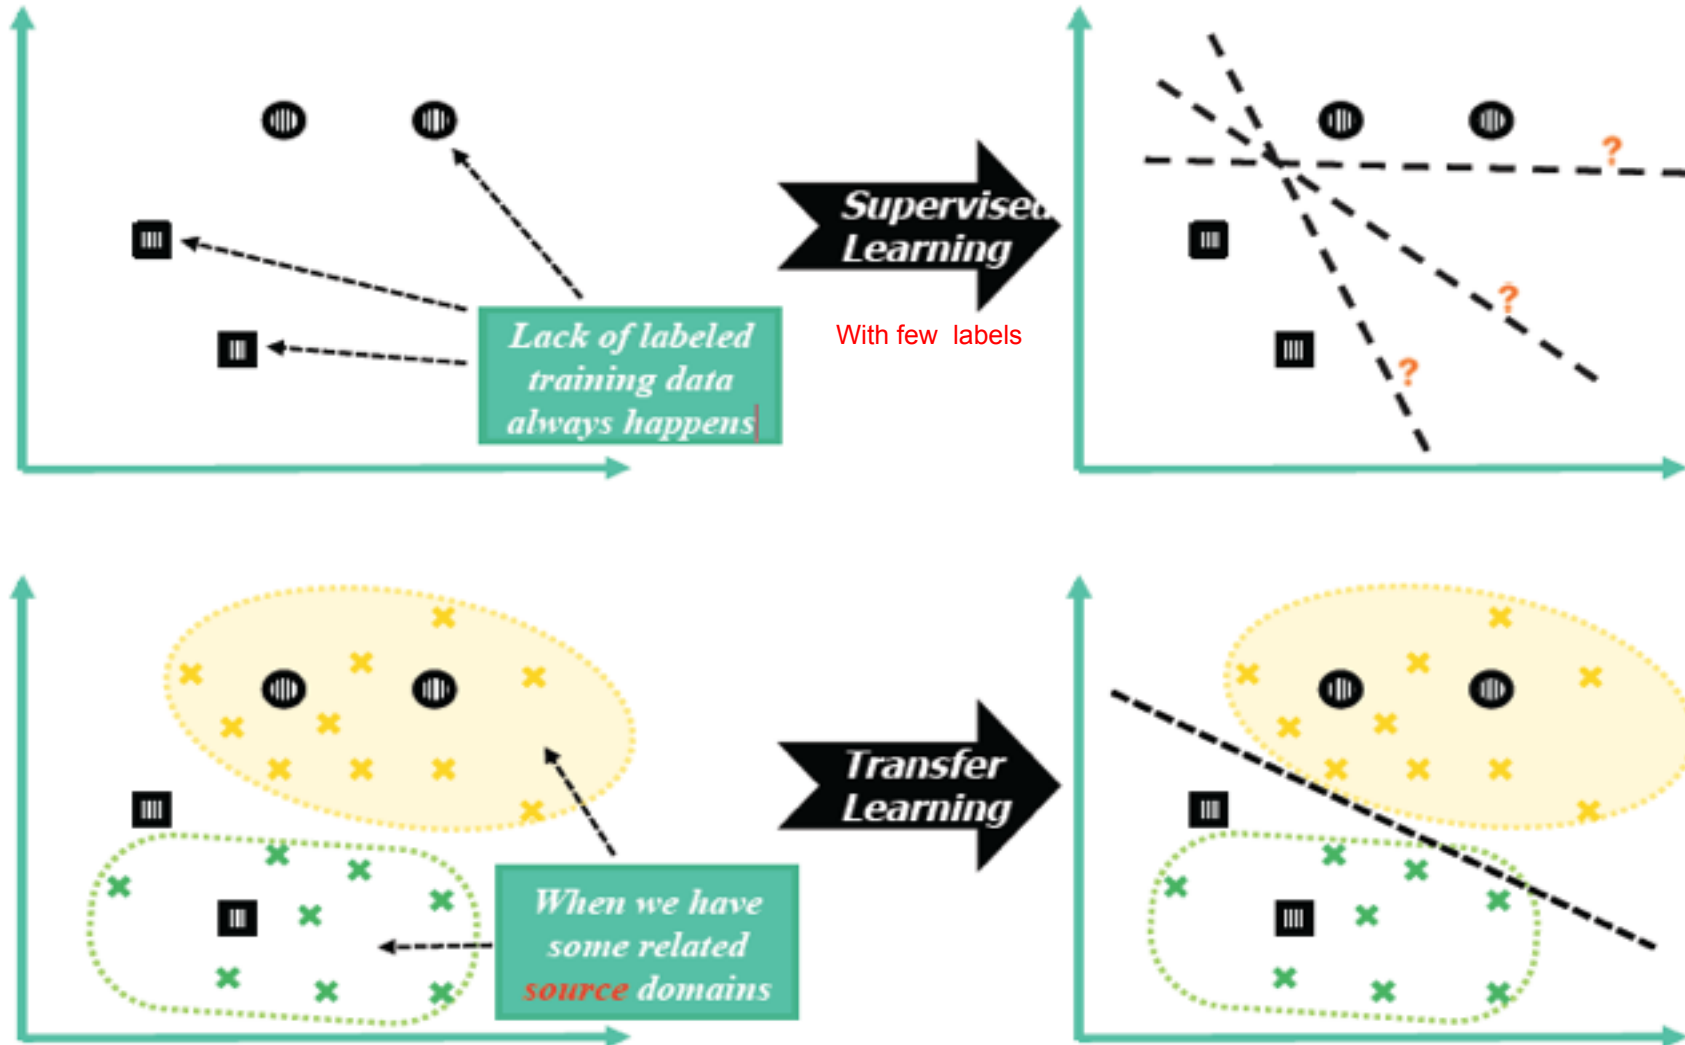 Supervised
Learning
With few labels
Lack of labeled
training data
always happens
?
?
?
Transfer
Learning
When we have
some related
source domains